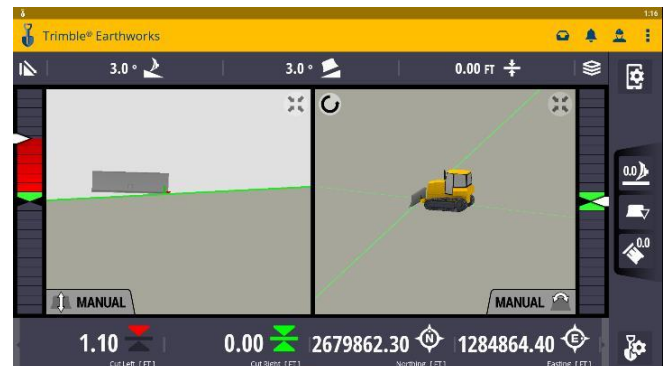 1:16
Trimble® Earthworks
3.0 ° 3.0 ° 0.00 FT
0.0
MANUAL MANUAL
0.0
1.10 0.00 2679862.30 N 1284864.40 E
Cut Left [FT] Cut Right [FT] Northing [FT] Easting [FT]